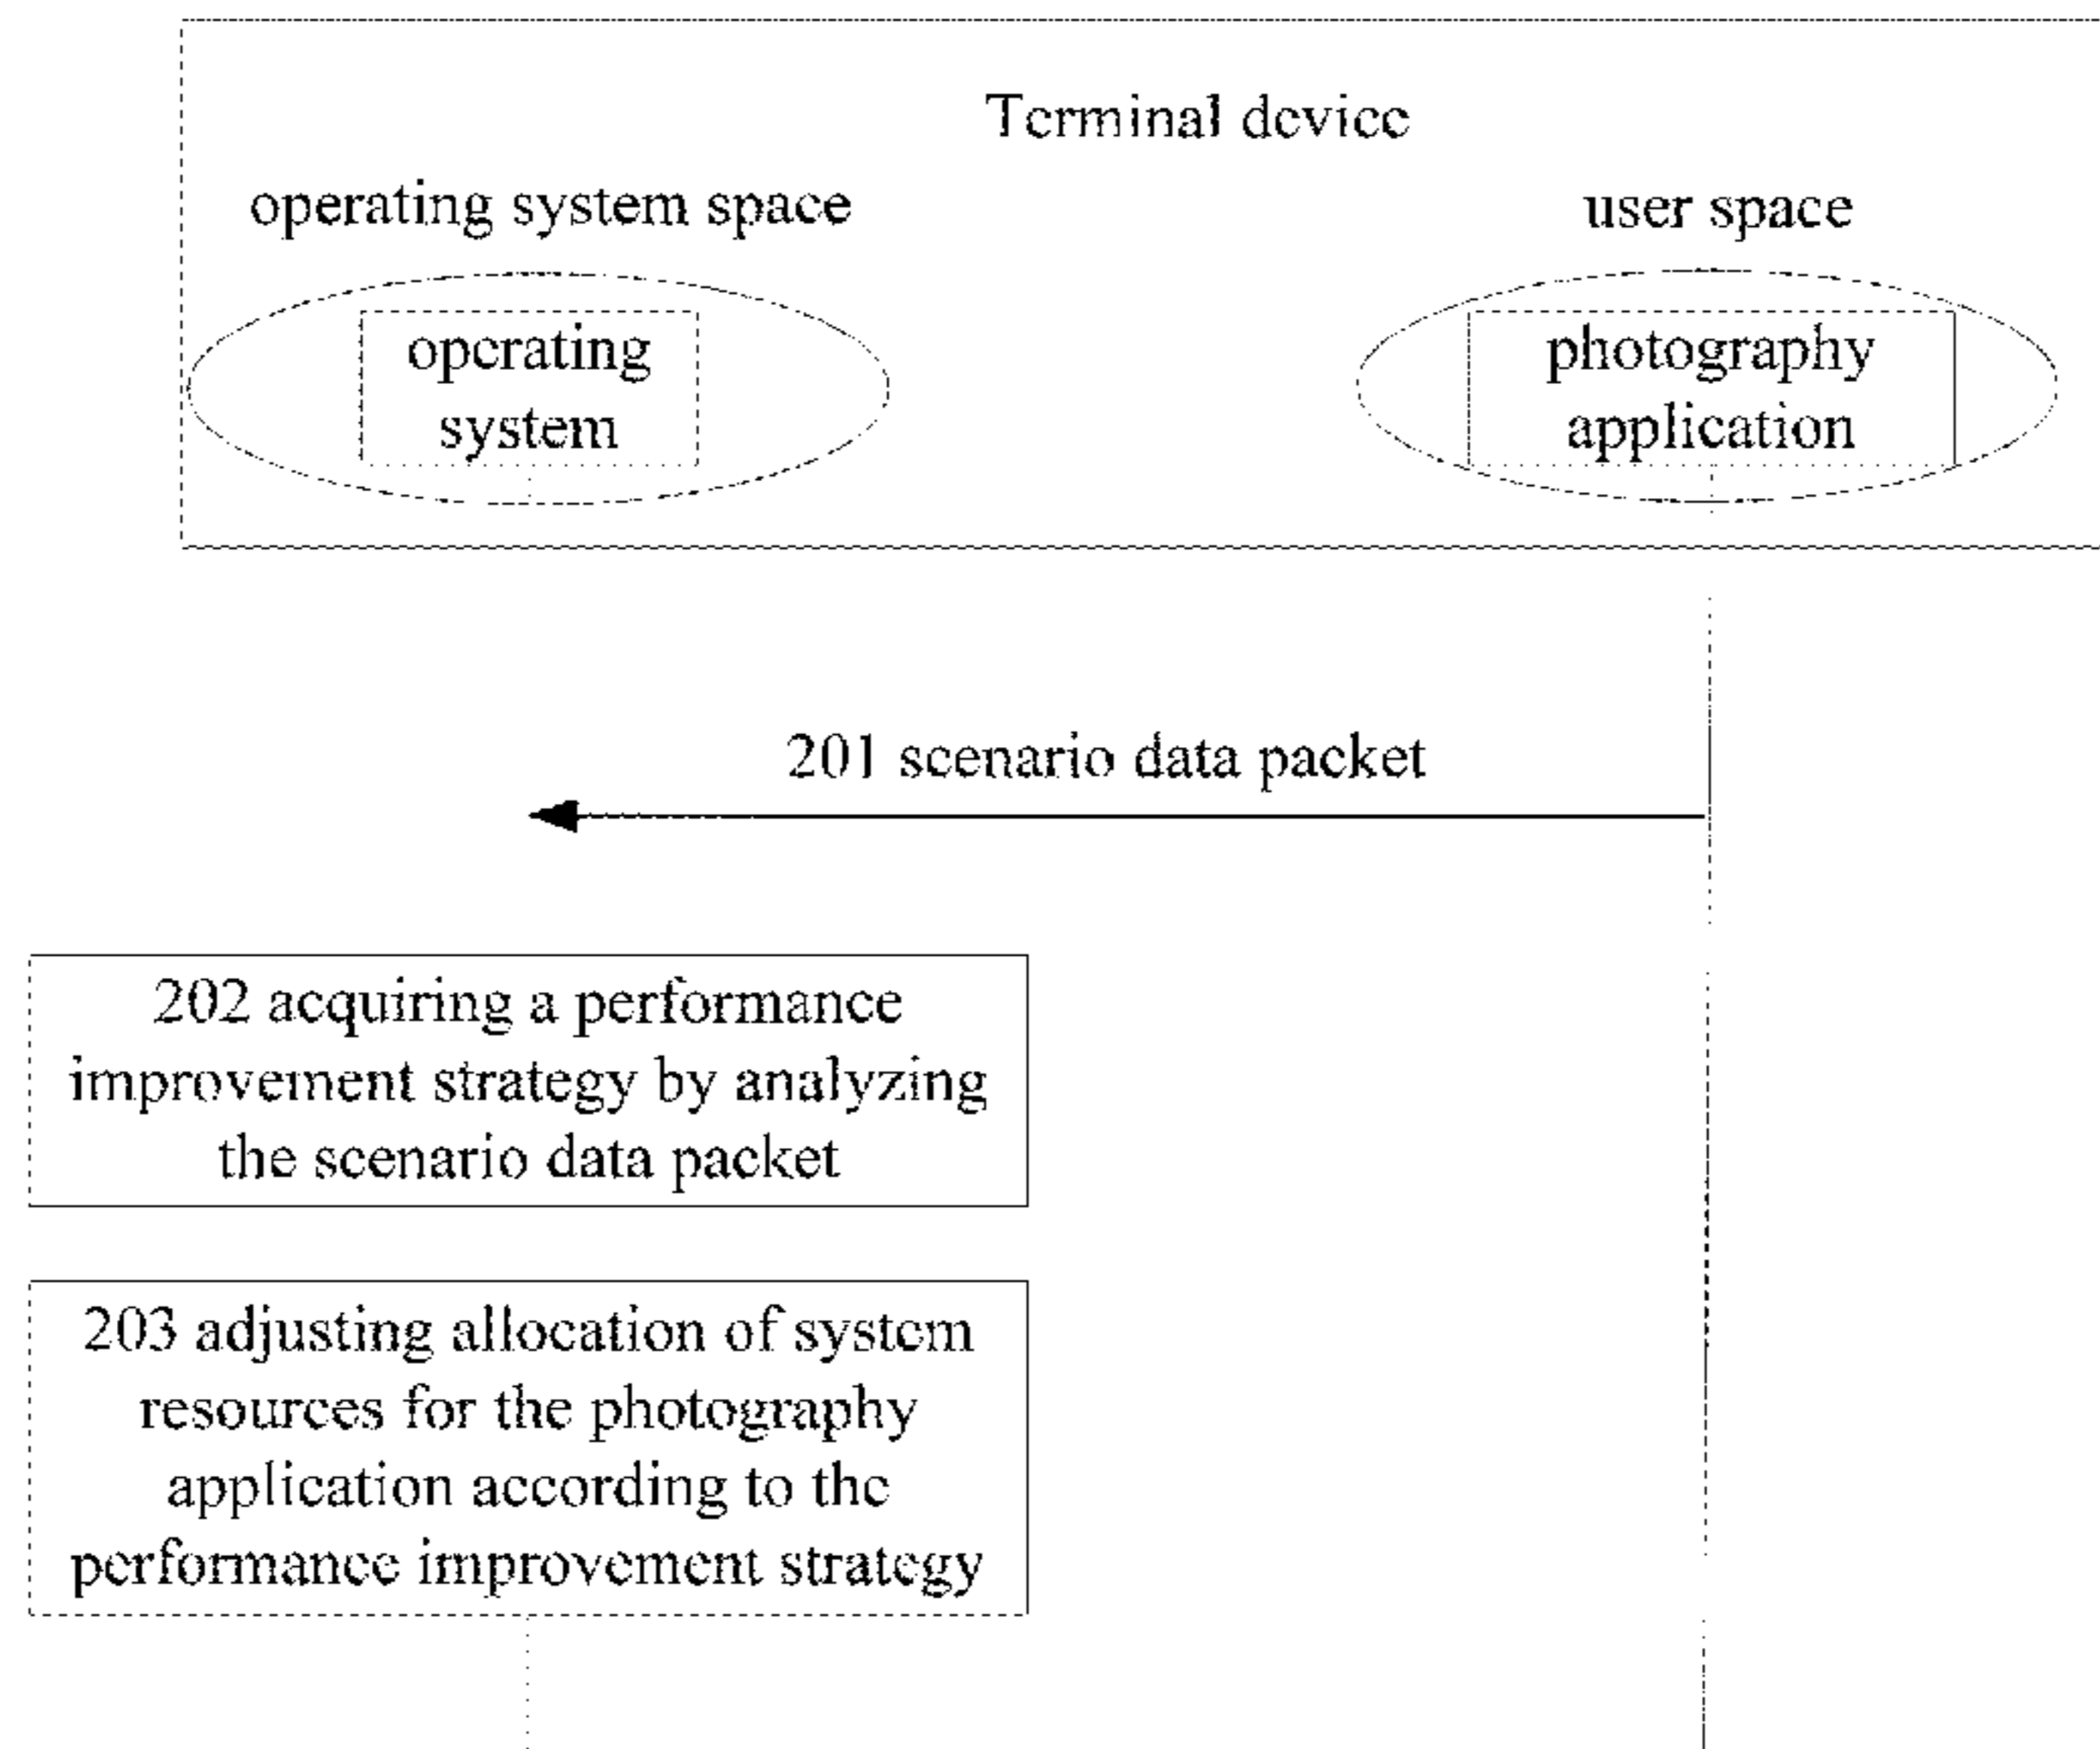 Terminal device
operating system space
user space
operating
system
photography
application
201 scenario data packet
202 acquiring a performance
improvement strategy by analyzing
the scenario data packet
203 adjusting allocation of system
resources for the photography
application according to the
performance improvement strategy